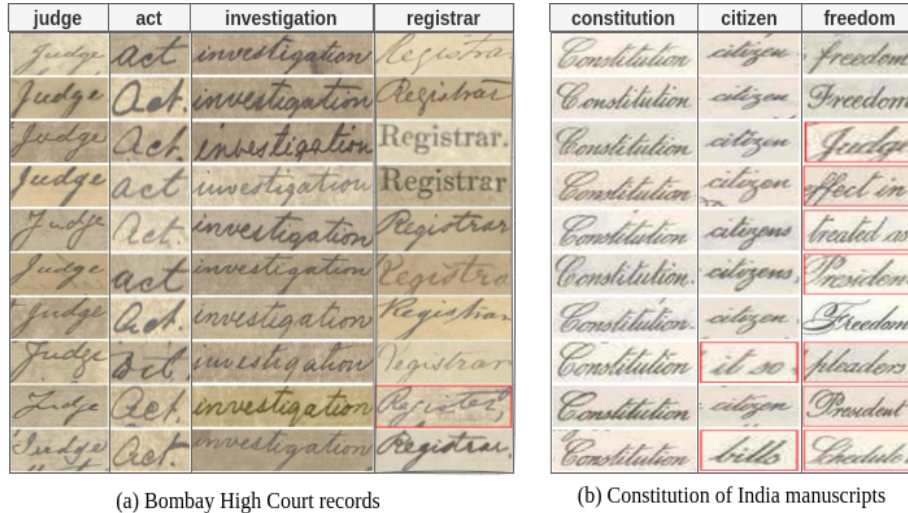 judge act investigation registrar constitution citizen freedom
Judge act investigation Registra Constitution citizen freedom
Judge Act. investigation Registrar Constitution citizen Freedom
Judge Act. investigation Registrar. Constitution citizen Judge
Judge act investigation Registrar Constitution citizen effect in
Judge Act. investigation Registrar Constitution citizens treated as
Judge act investigation Registra Constitution. citizens, Presiden
Judge Act. investigation Registrar Constitution. citizen Freedom
Judge investigation Registrar Constitution it so pleaders
Judge Act. investigation Register, Constitution citizen President
Judge Act. investigation Registrar. Constitution bills Schedule
(a) Bombay High Court records
(b) Constitution of India manuscripts